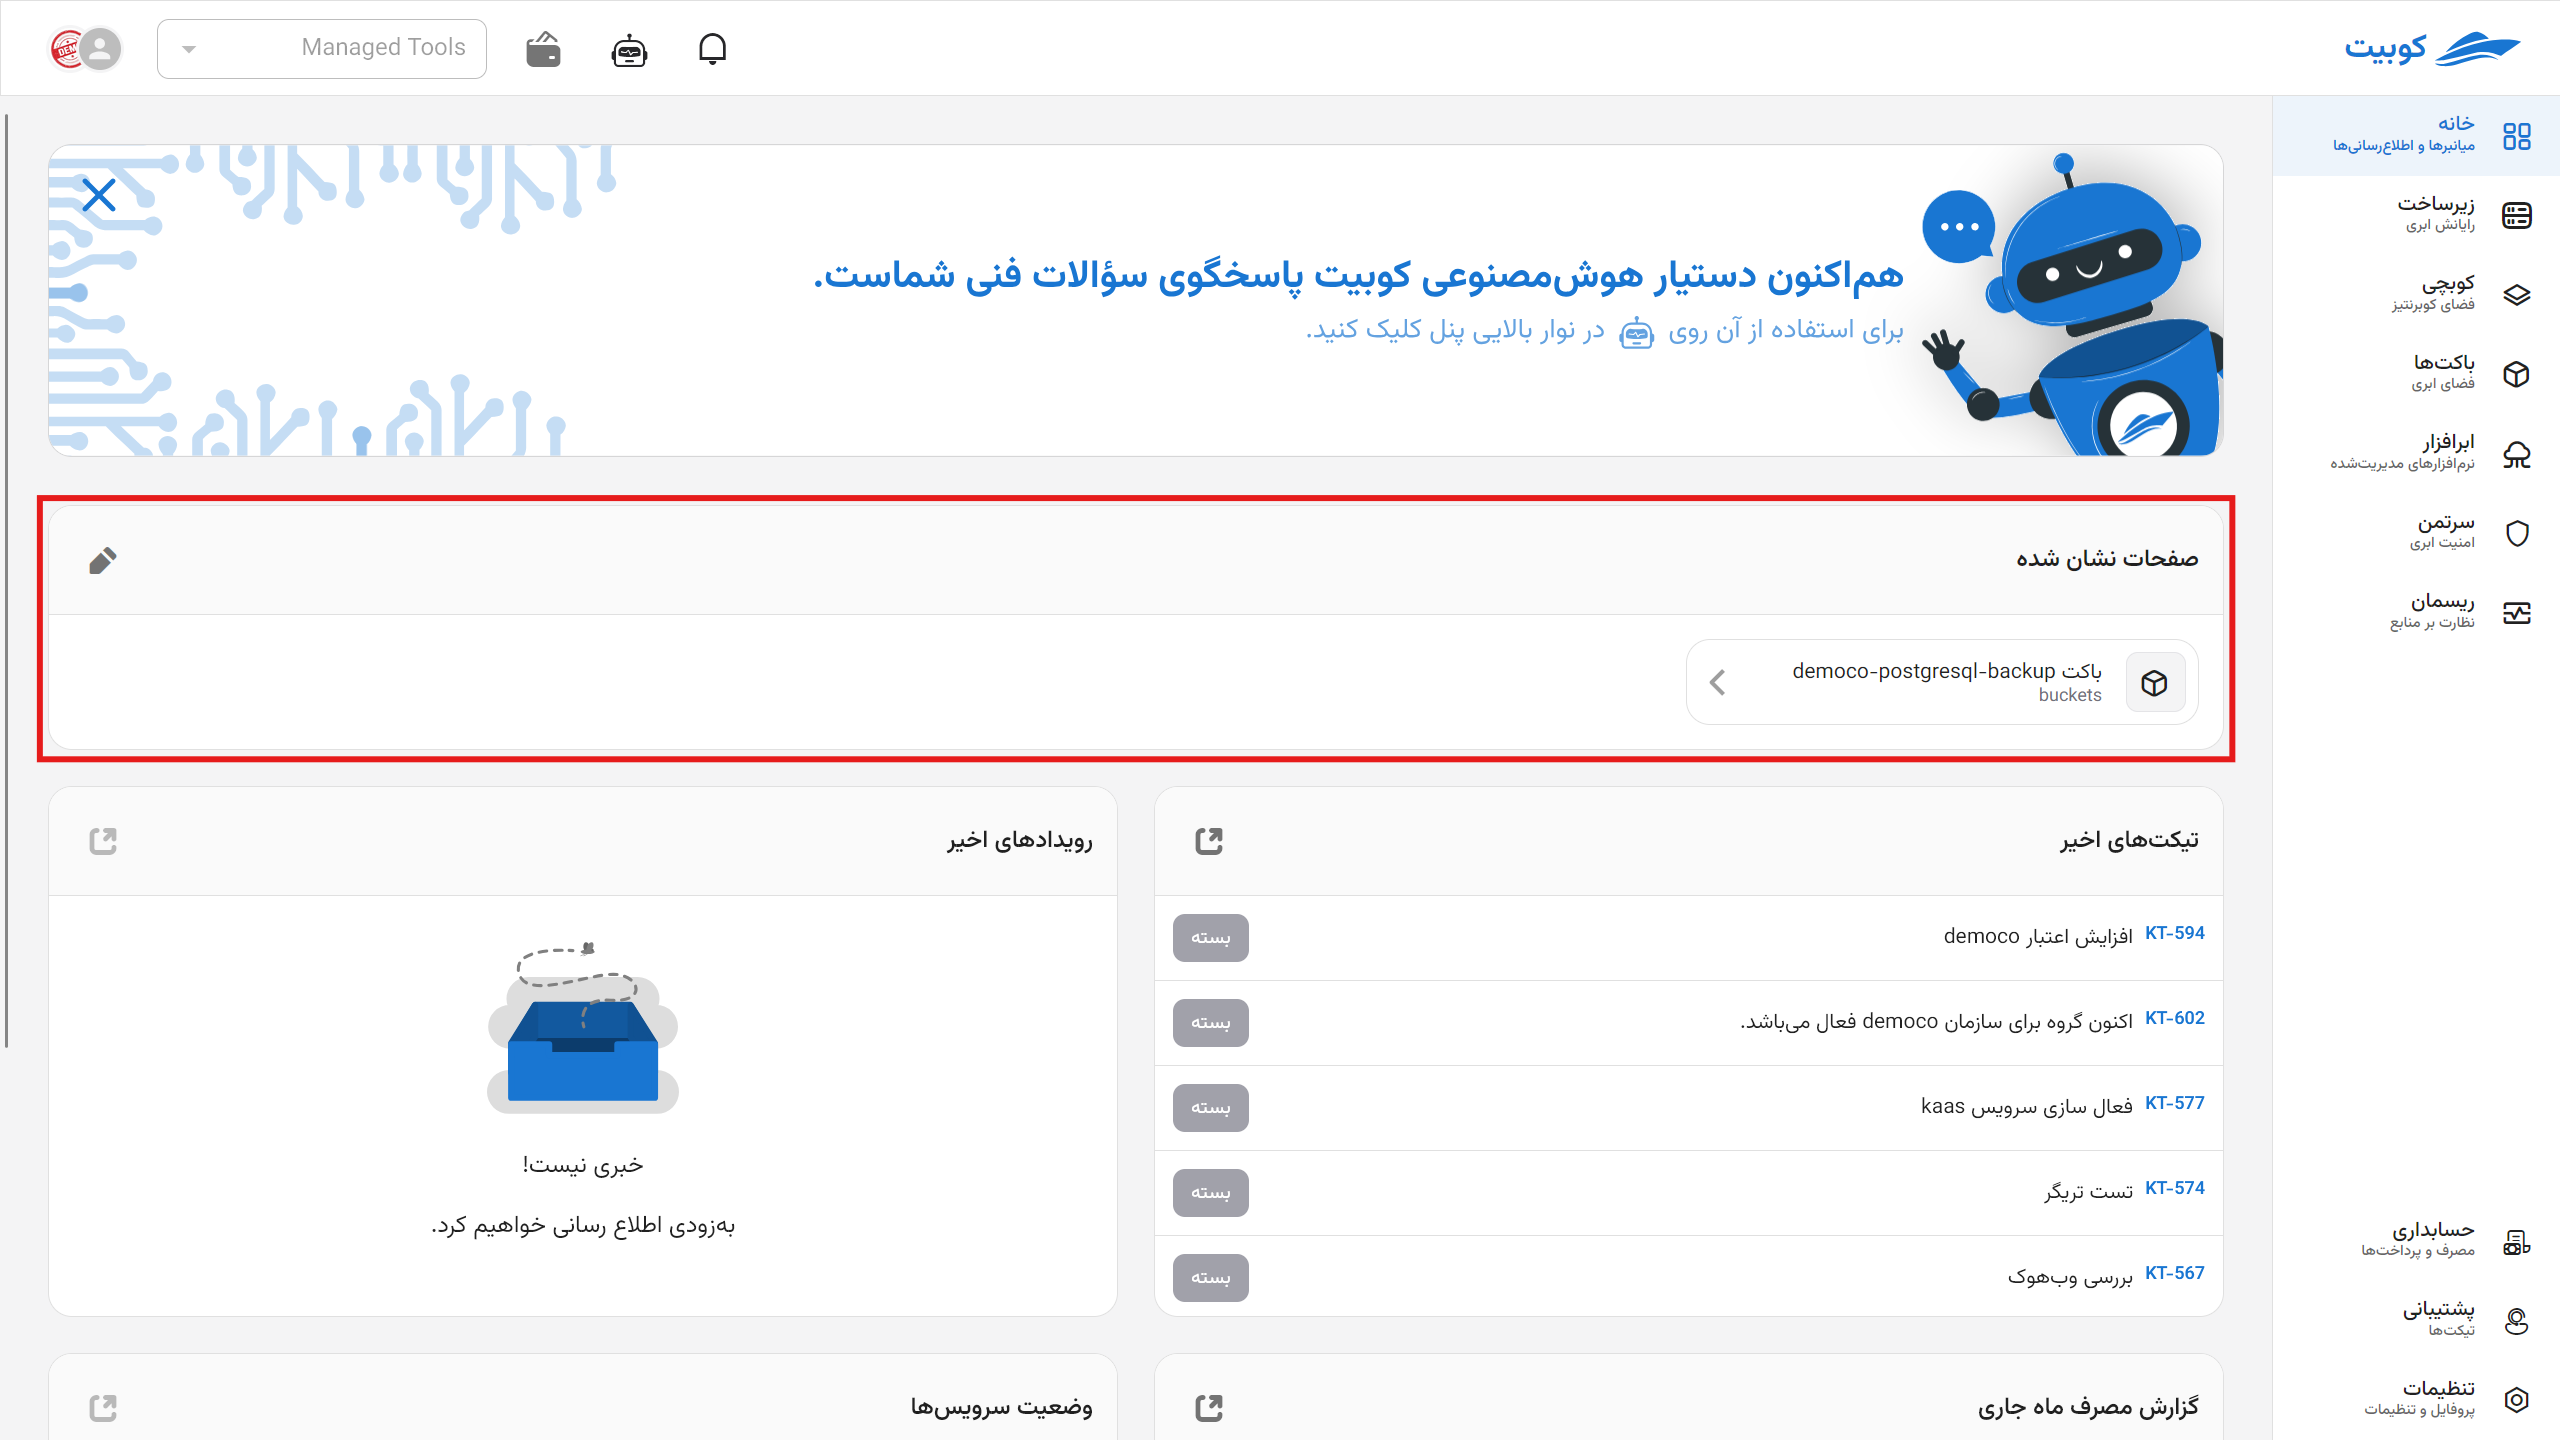 کوبیت
Managed Tools
DEM
خانه
میانبرها و اطلاع‌رسانی‌ها
زیرساخت
رایانش ابری
کوبچی
فضای کوبرنتیز
باکت‌ها
فضای ابری
ابرافزار
نرم‌افزارهای مدیریت‌شده
سرتمن
امنیت ابری
ریسمان
نظارت بر منابع
حسابداری
مصرف و پرداخت‌ها
پشتیبانی
تیکت‌ها
تنظیمات
پروفایل و تنظیمات
هم‌اکنون دستیار هوش‌مصنوعی کوبیت پاسخگوی سؤالات فنی شماست.
برای استفاده از آن روی در نوار بالایی پنل کلیک کنید.
صفحات نشان شده
باکت democo-postgresql-backup
buckets
تیکت‌های اخیر
KT-594 افزایش اعتبار democo بسته
KT-602 اکنون گروه برای سازمان democo فعال می‌باشد. بسته
KT-577 فعال سازی سرویس kaas بسته
KT-574 تست تریگر بسته
KT-567 بررسی وب‌هوک بسته
رویدادهای اخیر
خبری نیست!
به‌زودی اطلاع رسانی خواهیم کرد.
گزارش مصرف ماه جاری
وضعیت سرویس‌ها